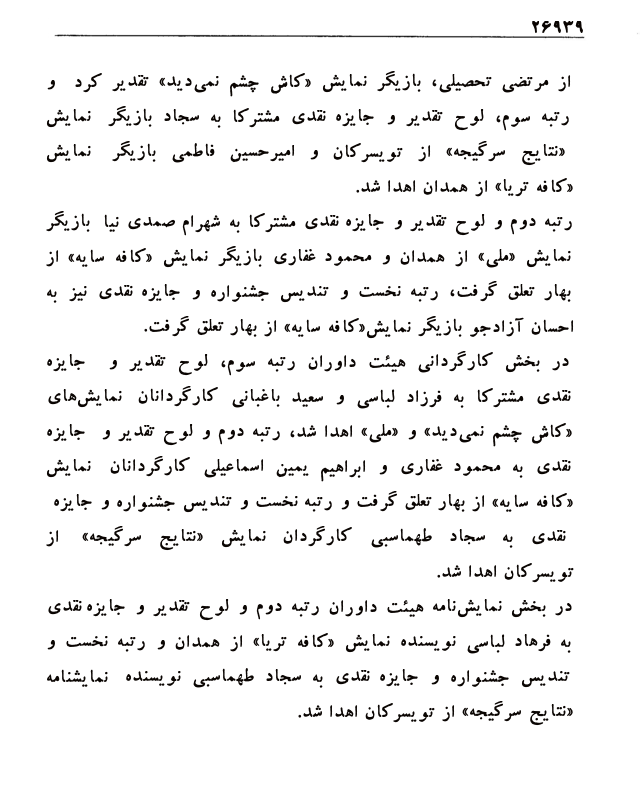 ۲۶۹۳۹
از مرتضی تحصیلی، بازیگر نمایش «کاش چشم نمی‌دید» تقدیر کرد و
رتبه سوم، لوح تقدیر و جایزه نقدی مشترکا به سجاد بازیگر نمایش
«نتایج سرگیجه» از تویسرکان و امیرحسین فاطمی بازیگر نمایش
«کافه تریا» از همدان اهدا شد.
رتبه دوم و لوح تقدیر و جایزه نقدی مشترکا به شهرام صمدی نیا بازیگر
نمایش «ملی» از همدان و محمود غفاری بازیگر نمایش «کافه سایه» از
بهار تعلق گرفت، رتبه نخست و تندیس جشنواره و جایزه نقدی نیز به
احسان آزادجو بازیگر نمایش«کافه سایه» از بهار تعلق گرفت.
در بخش کارگردانی هیئت داوران رتبه سوم، لوح تقدیر و جایزه
نقدی مشترکا به فرزاد لباسی و سعید باغبانی کارگردانان نمایش‌های
«کاش چشم نمی‌دید» و «ملی» اهدا شد، رتبه دوم و لوح تقدیر و جایزه
نقدی به محمود غفاری و ابراهیم یمین اسماعیلی کارگردانان نمایش
«کافه سایه» از بهار تعلق گرفت و رتبه نخست و تندیس جشنواره و جایزه
نقدی به سجاد طهماسبی کارگردان نمایش «نتایج سرگیجه» از
تویسرکان اهدا شد.
در بخش نمایش‌نامه هیئت داوران رتبه دوم و لوح تقدیر و جایزه نقدی
به فرهاد لباسی نویسنده نمایش «کافه تریا» از همدان و رتبه نخست و
تندیس جشنواره و جایزه نقدی به سجاد طهماسبی نویسنده نمایشنامه
«نتایج سرگیجه» از تویسرکان اهدا شد.